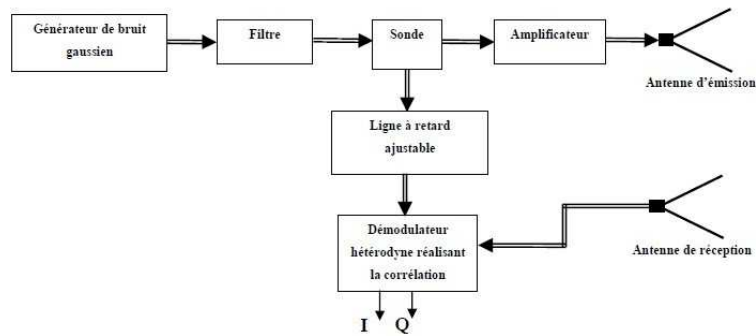 Générateur de bruit
gaussien
Filtre
Sonde
Amplificateur
Antenne d'émission
Ligne à retard
ajustable
Démodulateur
hétérodyne réalisant
la corrélation
Antenne de réception
I Q